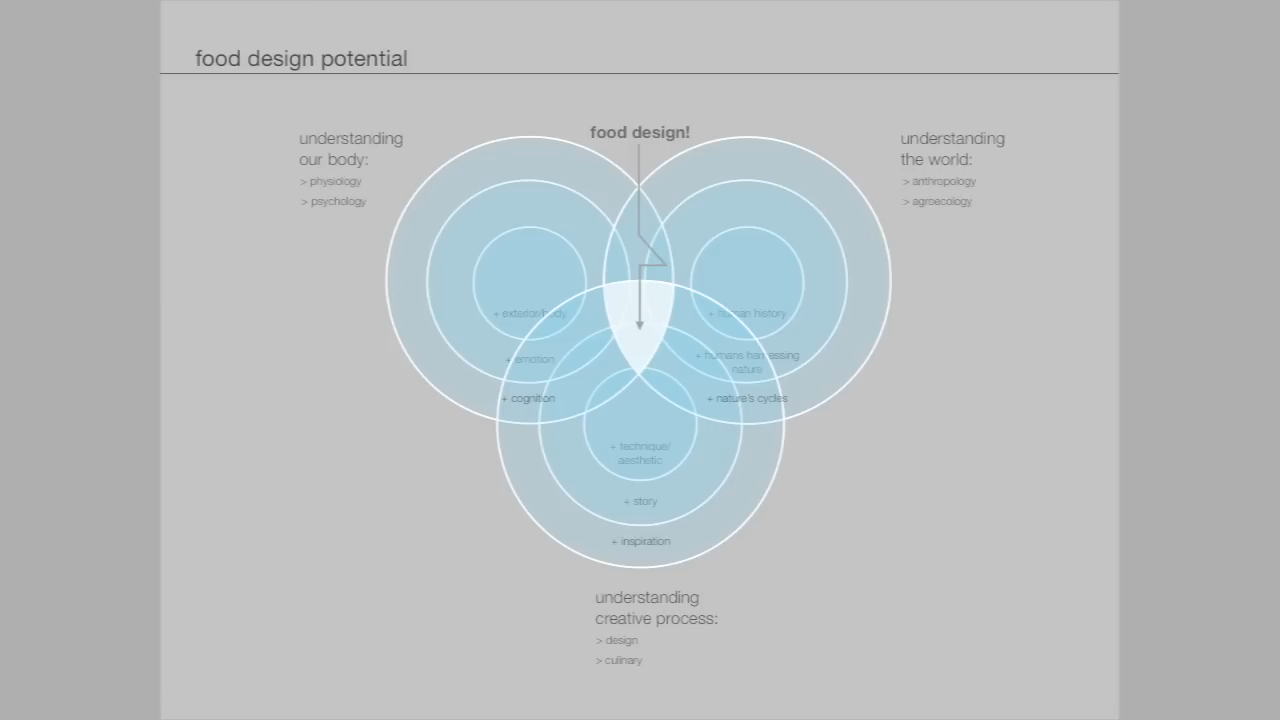 food design potential
food design!
understanding
our body:
> physiology
> psychology
understanding
the world:
> anthropology
> agroecology
+ exterior/body
+ emotion
+ cognition
+ human history
+ humans harnessing
nature
+ nature's cycles
+ technique/
aesthetic
+ story
+ inspiration
understanding
creative process:
> design
> culinary